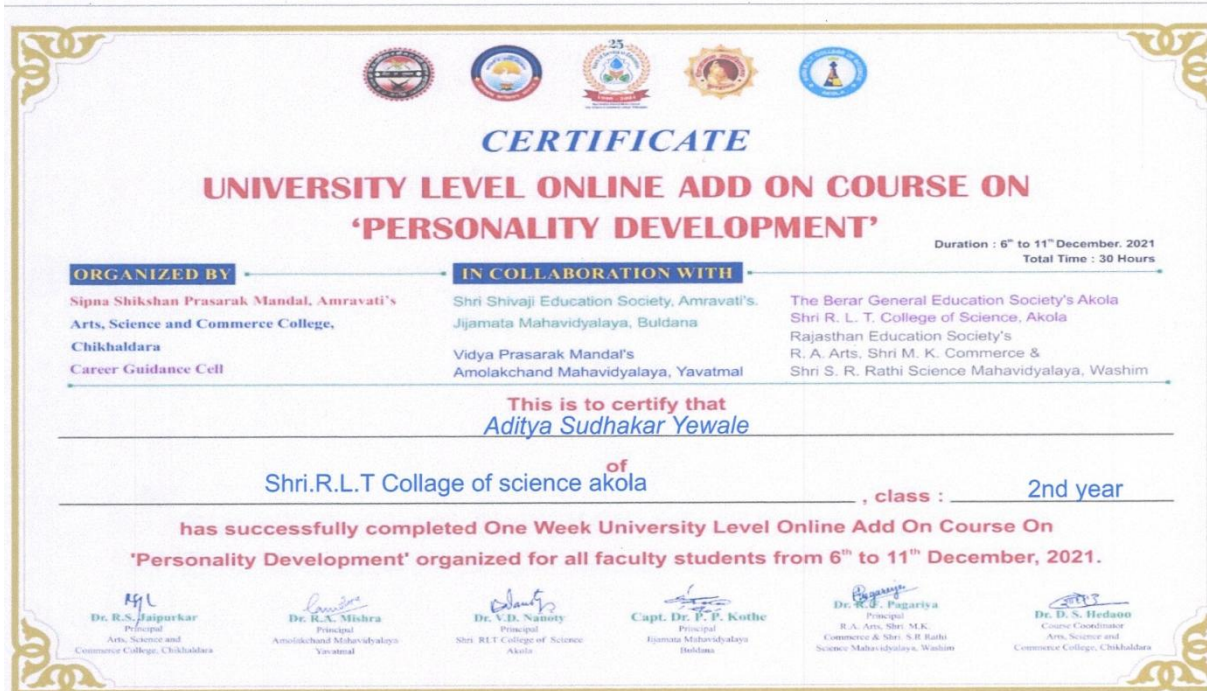 25
CERTIFICATE
UNIVERSITY LEVEL ONLINE ADD ON COURSE ON
‘PERSONALITY DEVELOPMENT’
Duration : 6th to 11th December. 2021
Total Time : 30 Hours
ORGANIZED BY
Sipna Shikshan Prasarak Mandal, Amravati's
Arts, Science and Commerce College,
Chikhaldara
Career Guidance Cell
IN COLLABORATION WITH
Shri Shivaji Education Society, Amravati's.
Jijamata Mahavidyalaya, Buldana
Vidya Prasarak Mandal's
Amolakchand Mahavidyalaya, Yavatmal
The Berar General Education Society's Akola
Shri R. L. T. College of Science, Akola
Rajasthan Education Society's
R. A. Arts, Shri M. K. Commerce &
Shri S. R. Rathi Science Mahavidyalaya, Washim
This is to certify that
Aditya Sudhakar Yewale
of
Shri.R.L.T Collage of science akola , class : 2nd year
has successfully completed One Week University Level Online Add On Course On
'Personality Development' organized for all faculty students from 6th to 11th December, 2021.
Dr. R.S. Jaipurkar
Principal
Arts, Science and
Commerce College, Chikhaldara
Dr. R.A. Mishra
Principal
Amolakchand Mahavidyalaya
Yavatmal
Dr. V.D. Nanoty
Principal
Shri RLT College of Science
Akola
Capt. Dr. P. P. Kothe
Principal
Jijamata Mahavidyalaya
Buldana
Dr. R.F. Pagariya
Principal
R.A. Arts, Shri. M.K.
Commerce & Shri. S.R Rathi
Science Mahavidyalaya, Washim
Dr. D. S. Hedaoo
Course Coordinator
Arts, Science and
Commerce College, Chikhaldara